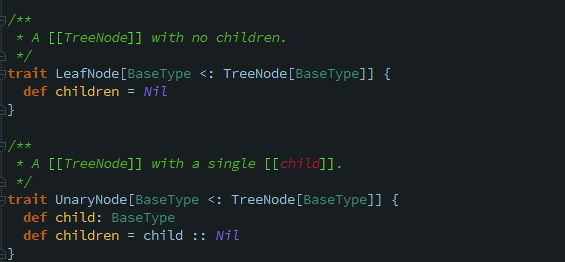 /**
 * A [[TreeNode]] with no children.
 */
trait LeafNode[BaseType <: TreeNode[BaseType]] {
  def children = Nil
}

/**
 * A [[TreeNode]] with a single [[child]].
 */
trait UnaryNode[BaseType <: TreeNode[BaseType]] {
  def child: BaseType
  def children = child :: Nil
}